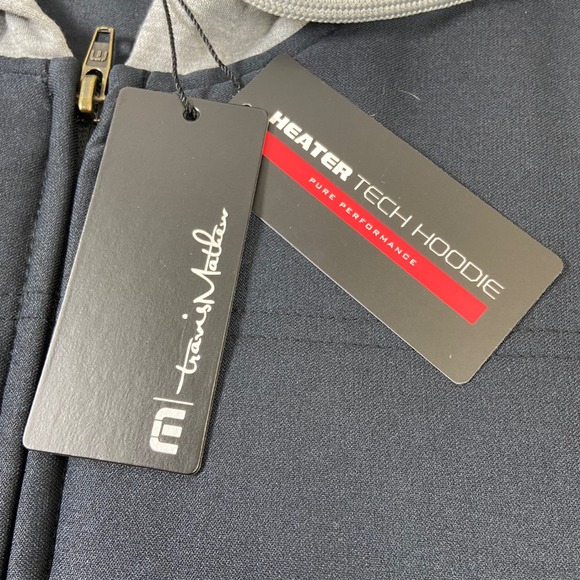 HEATER TECH HOODIE
PURE PERFORMANCE
travisMathew